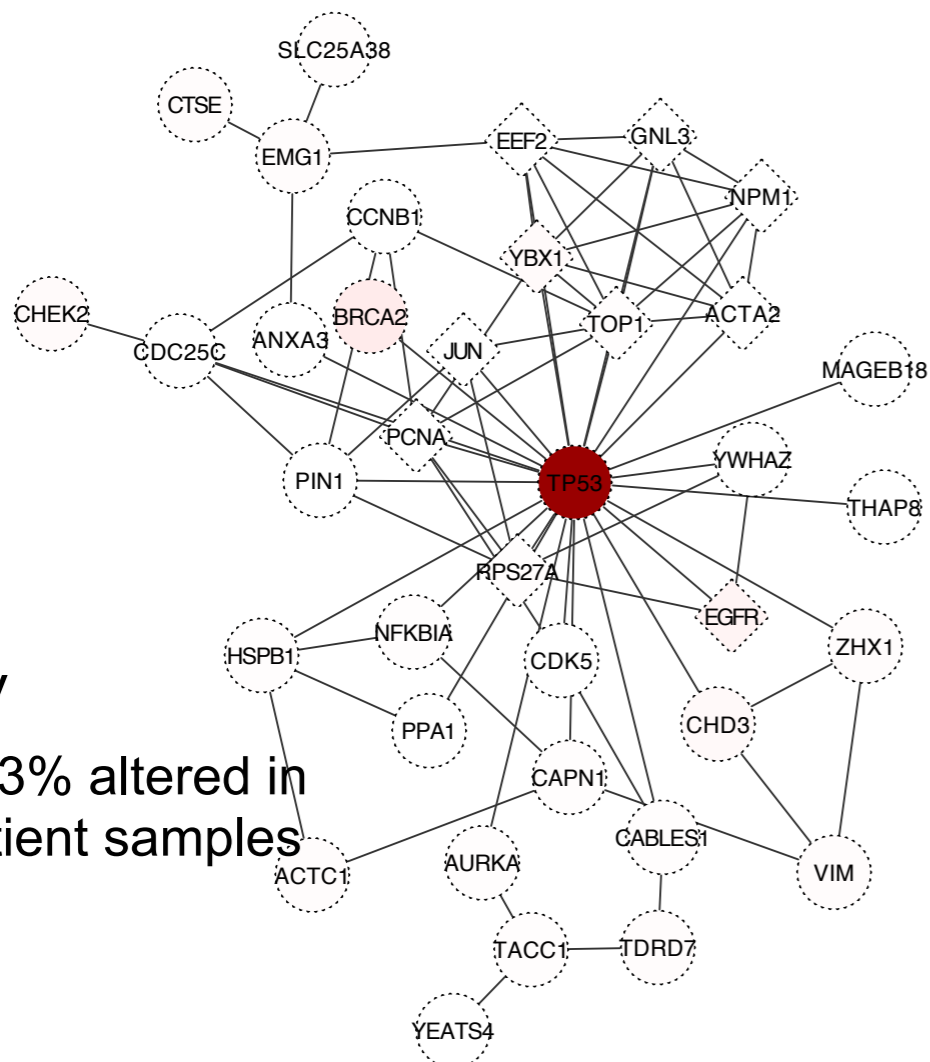 SLC25A38
CTSE
EMG1
EEF2
GNL3
NPM1
CCNB1
YBX1
CHEK2
BRCA2
TOP1
ACTA2
CDC25C
ANXA3
JUN
MAGEB18
PCNA
YWHAZ
PIN1
TP53
THAP8
RPS27A
EGFR
NFKBIA
HSPB1
CDK5
ZHX1
y
PPA1
CHD3
3% altered in
CAPN1
tient samples
CABLES1
ACTC1
AURKA
VIM
TACC1
TDRD7
YEATS4